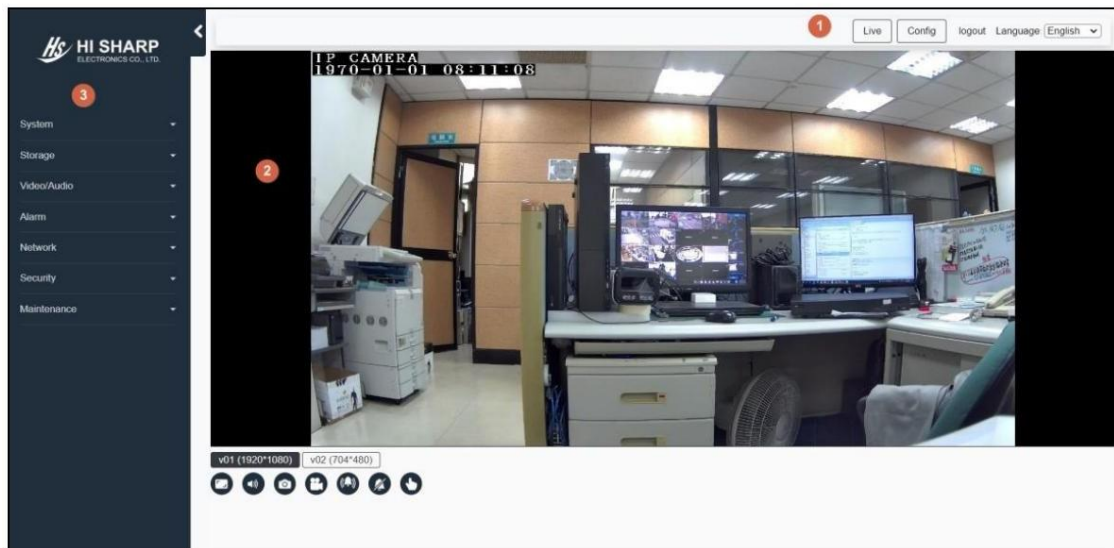 HS HI SHARP
ELECTRONICS CO., LTD.
1
Live Config logout Language English
3
System
Storage
Video/Audio
Alarm
Network
Security
Maintenance
2
IP CAMERA
1970-01-01 08:11:08
v01 (1920*1080) v02 (704*480)